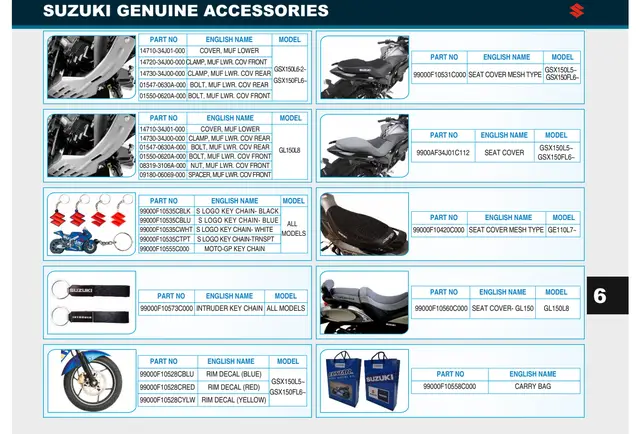 SUZUKI GENUINE ACCESSORIES
PART NO ENGLISH NAME MODEL
14710-34J01-000 COVER, MUF LOWER
14720-34J00-000 CLAMP, MUF LWR. COV FRONT
14730-34J00-000 CLAMP, MUF LWR. COV REAR
01547-0630A-000 BOLT, MUF LWR. COV REAR
01550-0620A-000 BOLT, MUF LWR. COV FRONT
GSX150L6-2~
GSX150FL6~
PART NO ENGLISH NAME MODEL
14710-34J01-000 COVER, MUF LOWER
14730-34J00-000 CLAMP, MUF LWR. COV REAR
01547-0630A-000 BOLT, MUF LWR. COV REAR
01550-0620A-000 BOLT, MUF LWR. COV FRONT
08319-3106A-000 NUT, MUF LWR. COV FRONT
09180-06069-000 SPACER, MUF LWR. COV FRONT
GL150L8
PART NO ENGLISH NAME MODEL
99000F10535CBLK S LOGO KEY CHAIN- BLACK
99000F10535CBLU S LOGO KEY CHAIN- BLUE
99000F10535CWHT S LOGO KEY CHAIN- WHITE
99000F10535CTPT S LOGO KEY CHAIN-TRNSPT
99000F10555C000 MOTO-GP KEY CHAIN
ALL
MODELS
SUZUKI
INTRUDER
PART NO ENGLISH NAME MODEL
99000F10573C000 INTRUDER KEY CHAIN ALL MODELS
PART NO ENGLISH NAME MODEL
99000F10528CBLU RIM DECAL (BLUE)
99000F10528CRED RIM DECAL (RED)
99000F10528CYLW RIM DECAL (YELLOW)
GSX150L5~
GSX150FL6~
PART NO ENGLISH NAME MODEL
99000F10531C000 SEAT COVER MESH TYPE GSX150L5~
GSX150FL6~
PART NO ENGLISH NAME MODEL
9900AF34J01C112 SEAT COVER GSX150L5~
GSX150FL6~
PART NO ENGLISH NAME MODEL
99000F10420C000 SEAT COVER MESH TYPE GE110L7~
PART NO ENGLISH NAME MODEL
99000F10560C000 SEAT COVER- GL150 GL150L8
SUZUKI
PART NO ENGLISH NAME
99000F10558C000 CARRY BAG
6